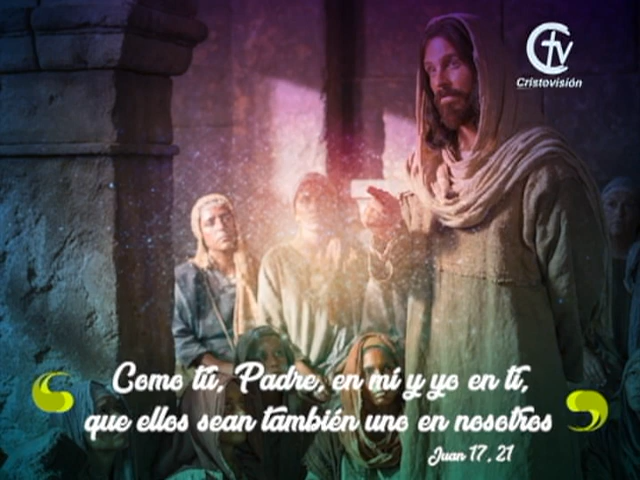 CTV
Cristovisión
Como tú, Padre, en mí y yo en ti,
que ellos sean también uno en nosotros
Juan 17, 21